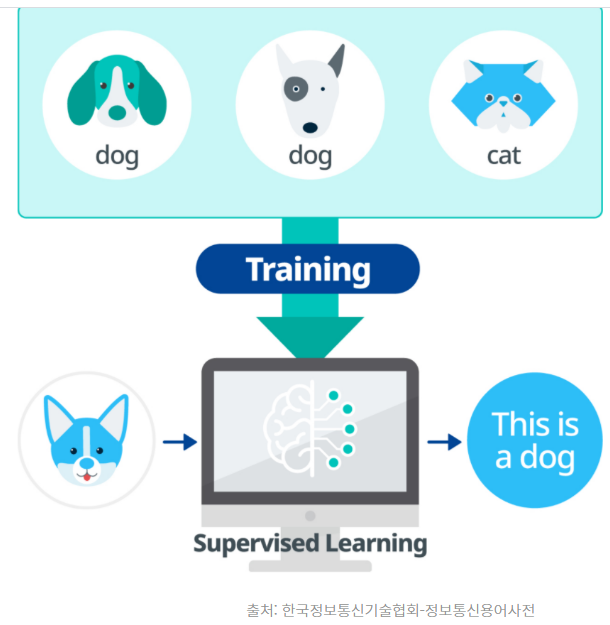 dog
dog
cat
Training
This is
a dog
Supervised Learning
출처: 한국정보통신기술협회-정보통신용어사전